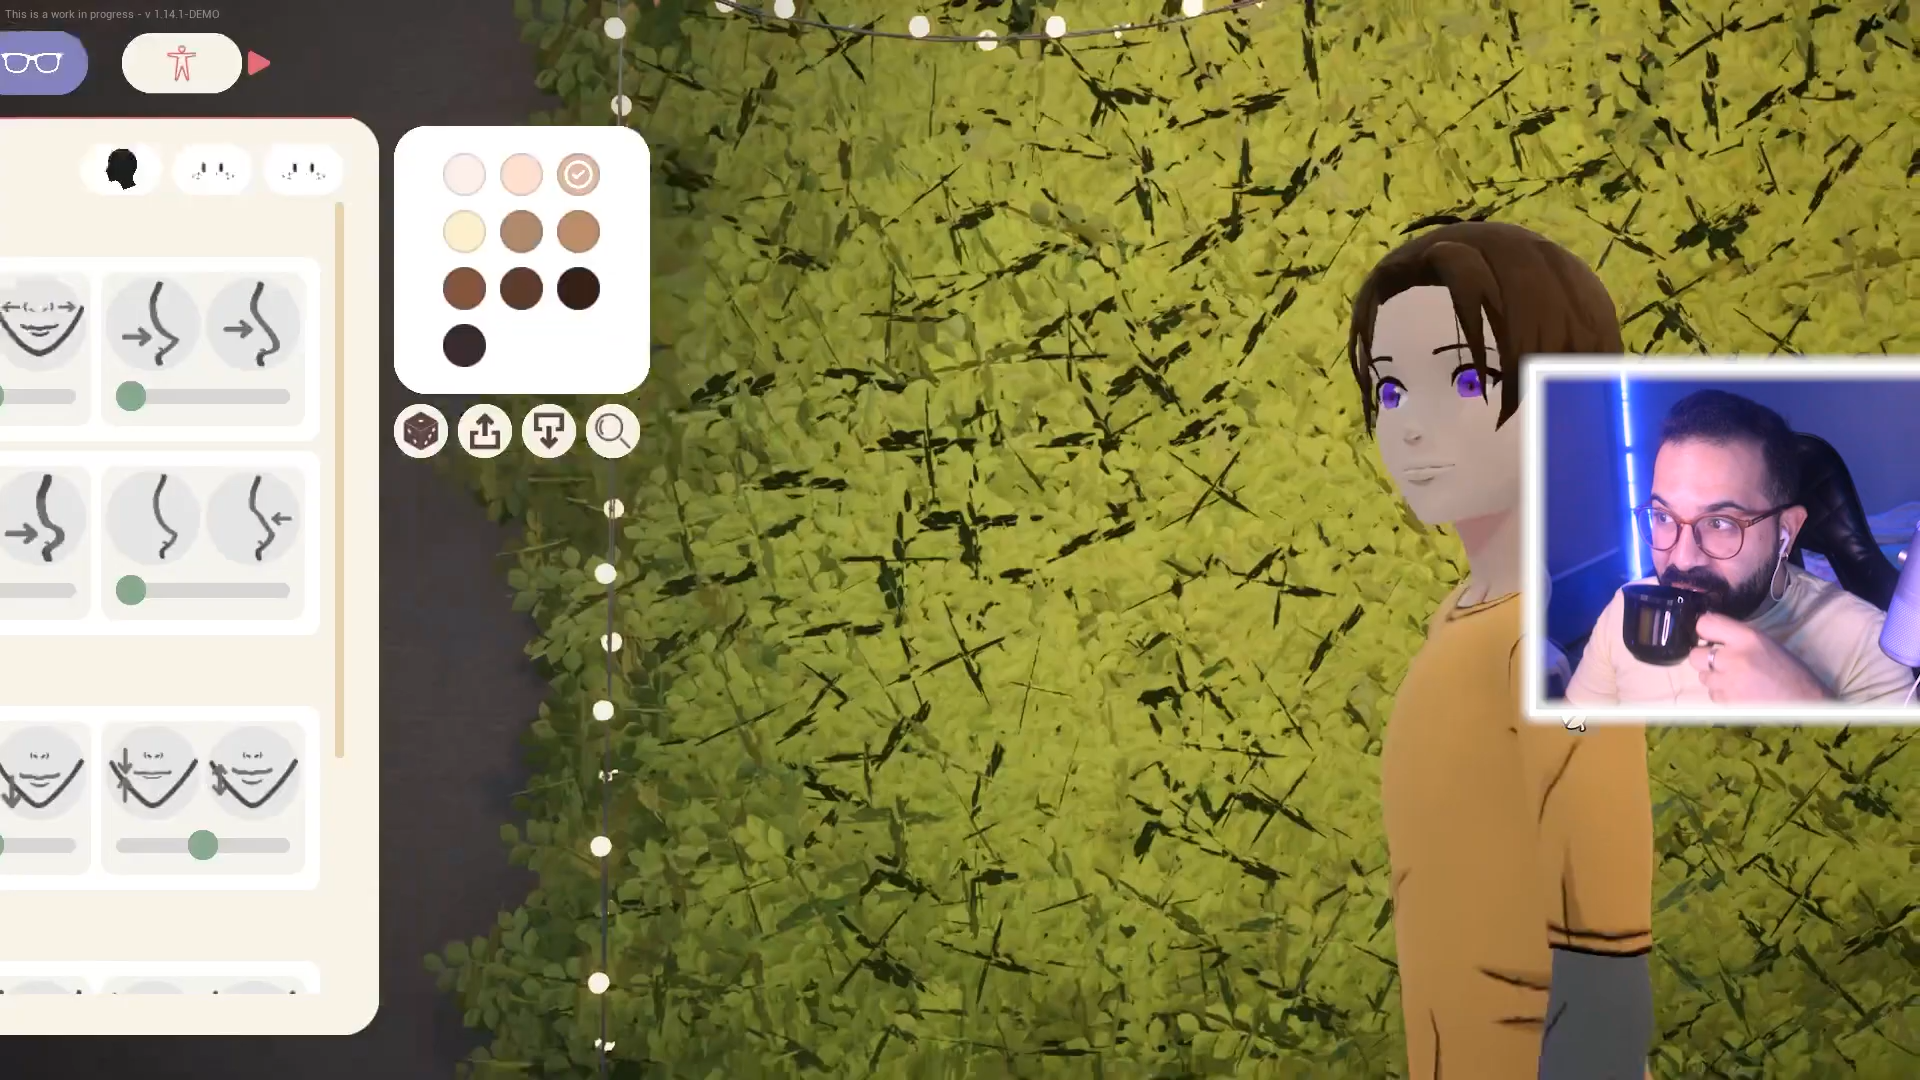 This is a work in progress - v 1.14.1-DEMO